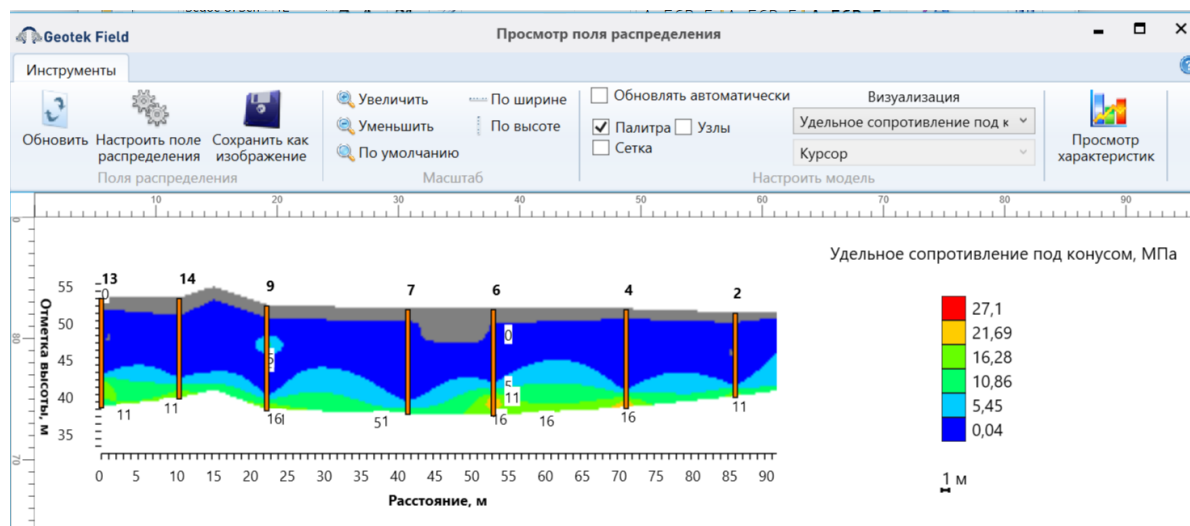 Geotek Field
Просмотр поля распределения
Инструменты
Обновить
Настроить поле распределения
Сохранить как изображение
Поля распределения
Увеличить
Уменьшить
По умолчанию
По ширине
По высоте
Масштаб
Обновлять автоматически
Палитра
Узлы
Сетка
Визуализация
Удельное сопротивление под к
Курсор
Настроить модель
Просмотр характеристик
10 20 30 40 50 60 70 80 90
80
70
Удельное сопротивление под конусом, МПа
27,1
21,69
16,28
10,86
5,45
0,04
1 м
13 14 9 7 6 4 2
Отметка высоты, м
55
50
45
40
35
0
0
5
11
11 11 16 51 16 16 16 11
0 5 10 15 20 25 30 35 40 45 50 55 60 65 70 75 80 85 90
Расстояние, м